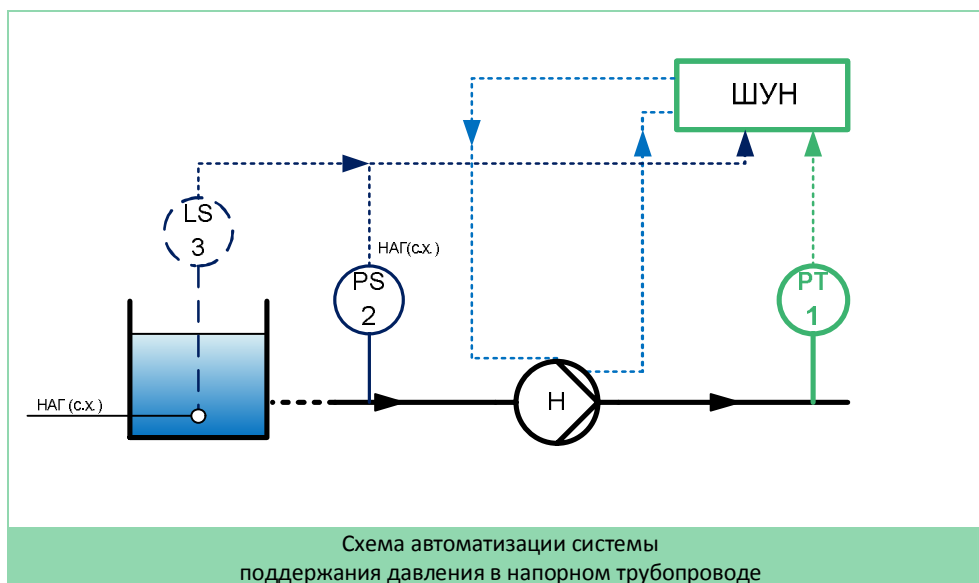 ШУН
LS
3
НАГ(с.х.)
PS
2
PT
1
Н
НАГ (с.х.)
Схема автоматизации системы
поддержания давления в напорном трубопроводе